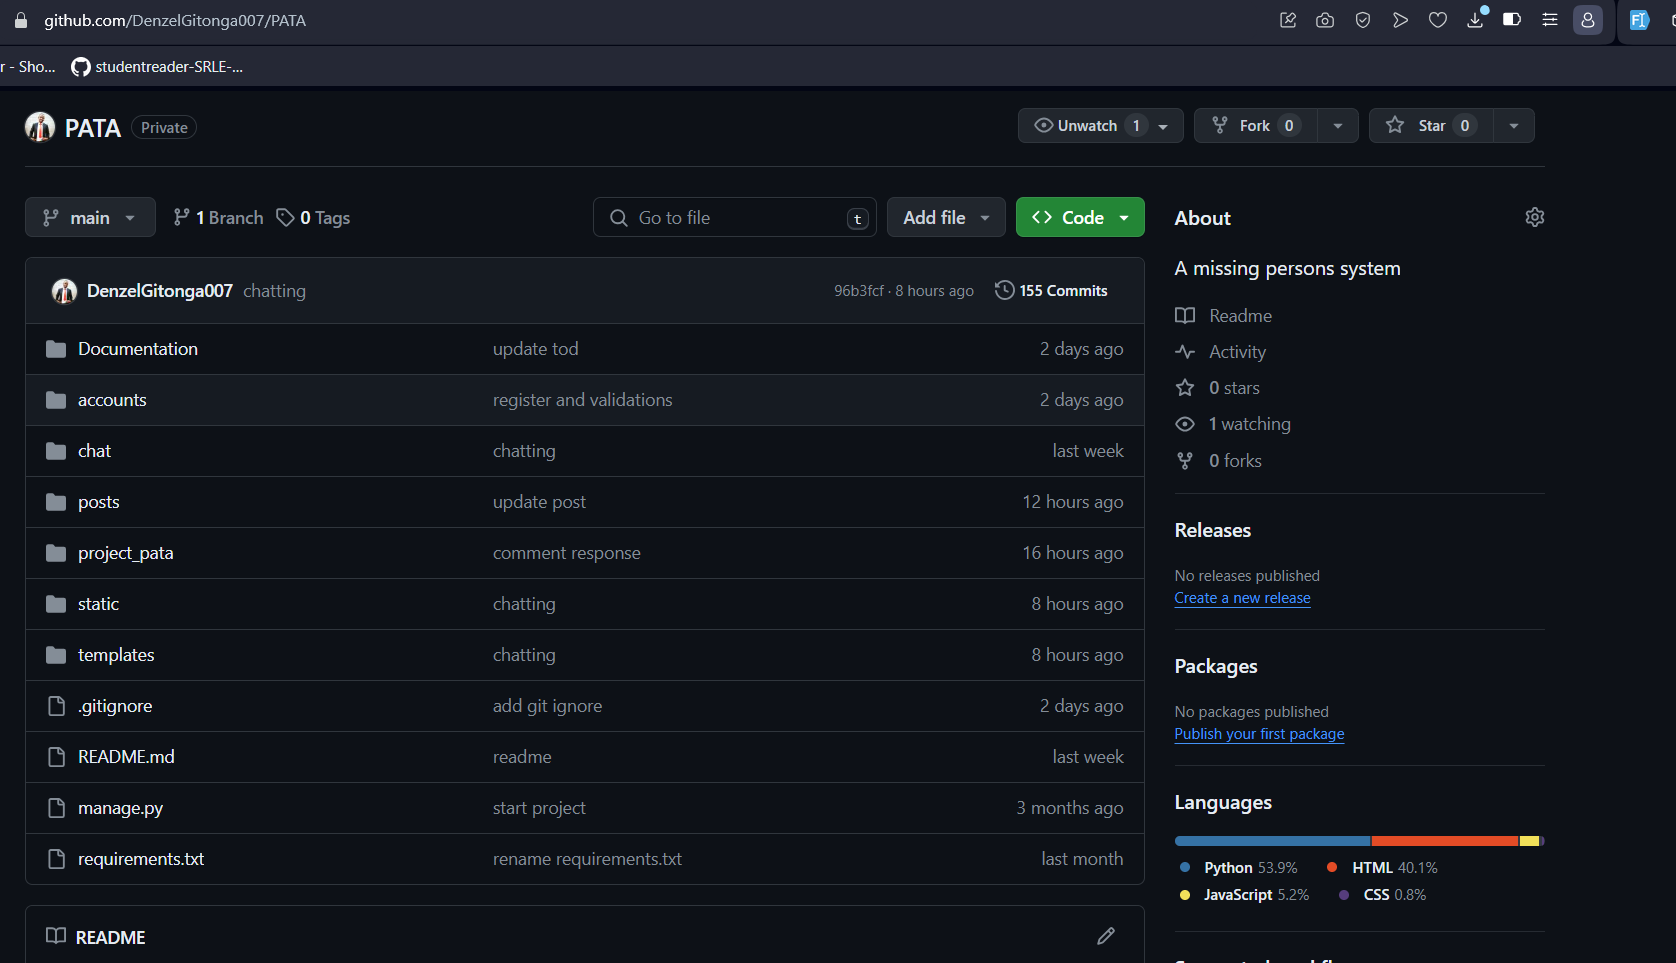 github.com/DenzelGitonga007/PATA
r - Sho... studentreader-SRLE-...
PATA Private
Unwatch 1 Fork 0 Star 0
main 1 Branch 0 Tags Go to file t Add file Code
DenzelGitonga007 chatting 96b3fcf · 8 hours ago 155 Commits
Documentation update tod 2 days ago
accounts register and validations 2 days ago
chat chatting last week
posts update post 12 hours ago
project_pata comment response 16 hours ago
static chatting 8 hours ago
templates chatting 8 hours ago
.gitignore add git ignore 2 days ago
README.md readme last week
manage.py start project 3 months ago
requirements.txt rename requirements.txt last month
README
About
A missing persons system
Readme
Activity
0 stars
1 watching
0 forks
Releases
No releases published
Create a new release
Packages
No packages published
Publish your first package
Languages
Python 53.9% HTML 40.1%
JavaScript 5.2% CSS 0.8%